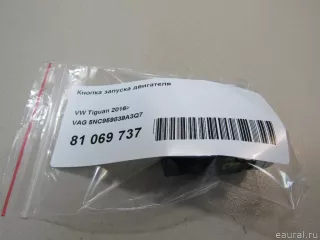 Кнопка запуска двигателя
VW Tiguan 2016>
VAG 5NC959839A3Q7
81 069 737
© eaural.ru